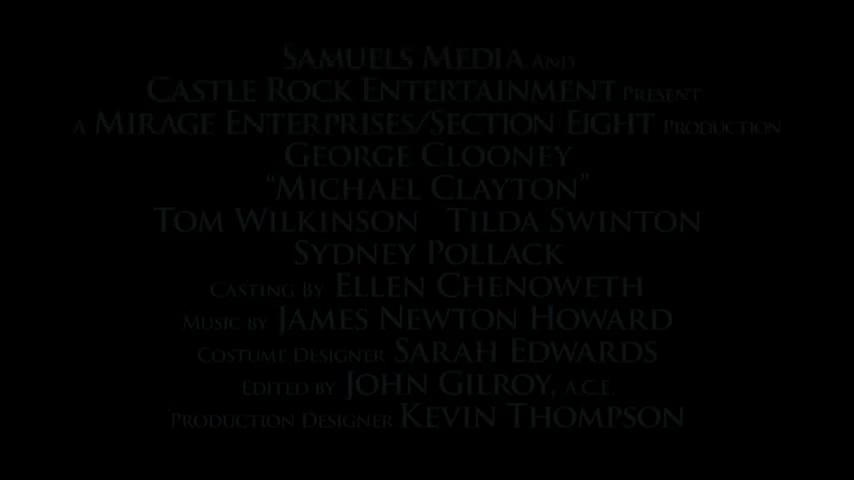 SAMUELS MEDIA AND
CASTLE ROCK ENTERTAINMENT PRESENT
A MIRAGE ENTERPRISES/SECTION EIGHT PRODUCTION
GEORGE CLOONEY
"MICHAEL CLAYTON"
TOM WILKINSON TILDA SWINTON
SYDNEY POLLACK
CASTING BY ELLEN CHENOWETH
MUSIC BY JAMES NEWTON HOWARD
COSTUME DESIGNER SARAH EDWARDS
EDITED BY JOHN GILROY, A.C.E.
PRODUCTION DESIGNER KEVIN THOMPSON